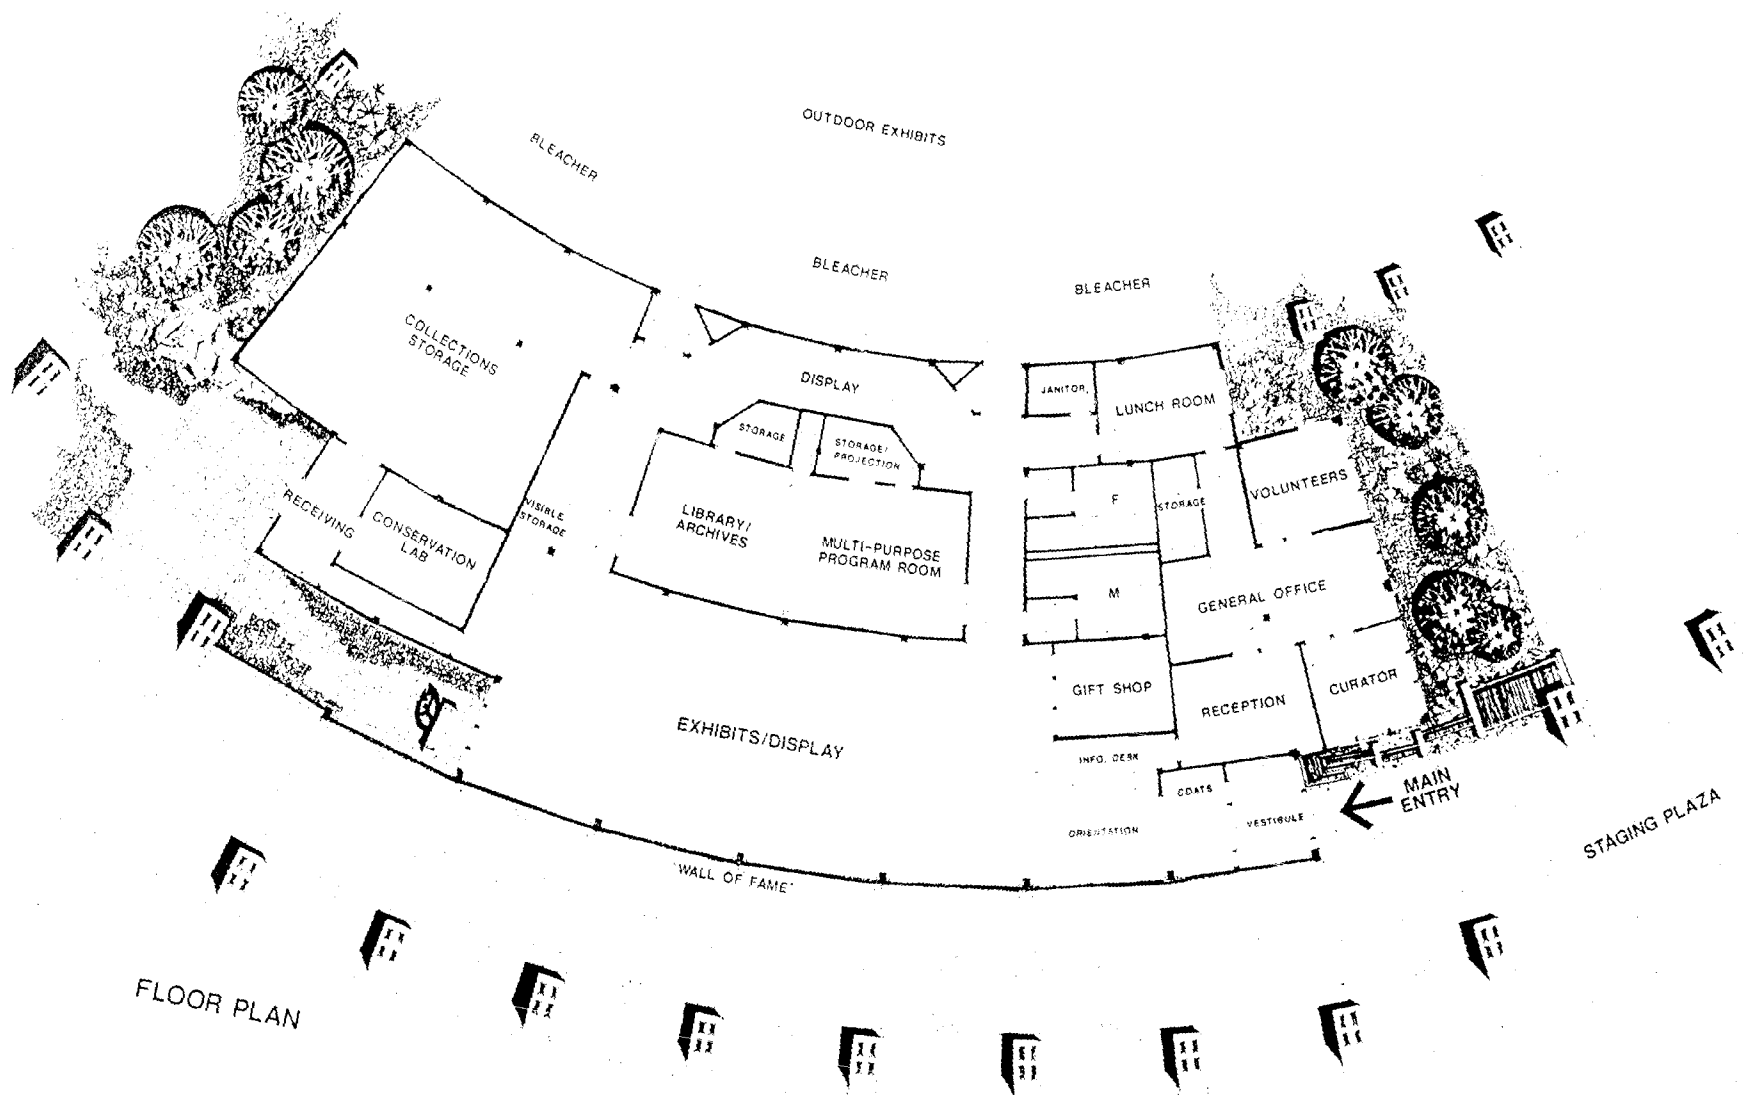 OUTDOOR EXHIBITS
BLEACHER
BLEACHER
BLEACHER
COLLECTIONS
STORAGE
DISPLAY
JANITOR
LUNCH ROOM
STORAGE
STORAGE/
PROJECTION
VOLUNTEERS
RECEIVING
CONSERVATION
LAB
VISIBLE
STORAGE
LIBRARY/
ARCHIVES
MULTI-PURPOSE
PROGRAM ROOM
F
STORAGE
M
GENERAL OFFICE
GIFT SHOP
RECEPTION
CURATOR
EXHIBITS/DISPLAY
INFO. DESK
COATS
VESTIBULE
ORIENTATION
MAIN
ENTRY
STAGING PLAZA
"WALL OF FAME"
FLOOR PLAN